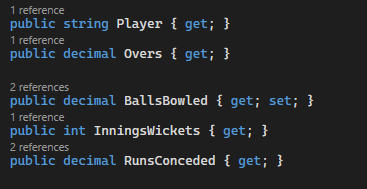 1 reference
public string Player { get; }
1 reference
public decimal Overs { get; }
2 references
public decimal BallsBowled { get; set; }
1 reference
public int InningsWickets { get; }
2 references
public decimal RunsConceded { get; }